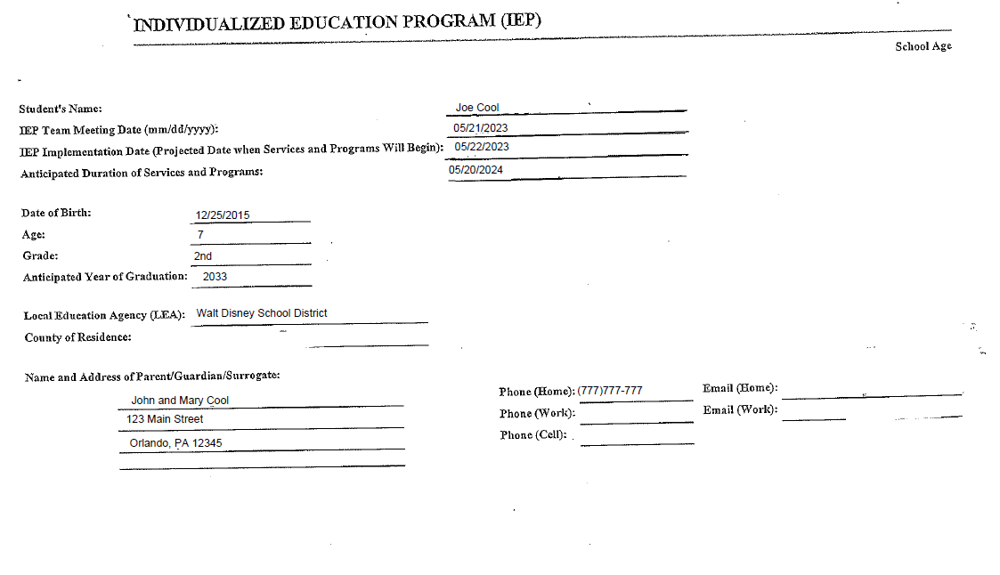 INDIVIDUALIZED EDUCATION PROGRAM (IEP)
School Age
Student's Name: Joe Cool
IEP Team Meeting Date (mm/dd/yyyy): 05/21/2023
IEP Implementation Date (Projected Date when Services and Programs Will Begin): 05/22/2023
Anticipated Duration of Services and Programs: 05/20/2024
Date of Birth: 12/25/2015
Age: 7
Grade: 2nd
Anticipated Year of Graduation: 2033
Local Education Agency (LEA): Walt Disney School District
County of Residence:
Name and Address of Parent/Guardian/Surrogate:
John and Mary Cool
123 Main Street
Orlando, PA 12345
Phone (Home): (777)777-777 Email (Home):
Phone (Work): Email (Work):
Phone (Cell):